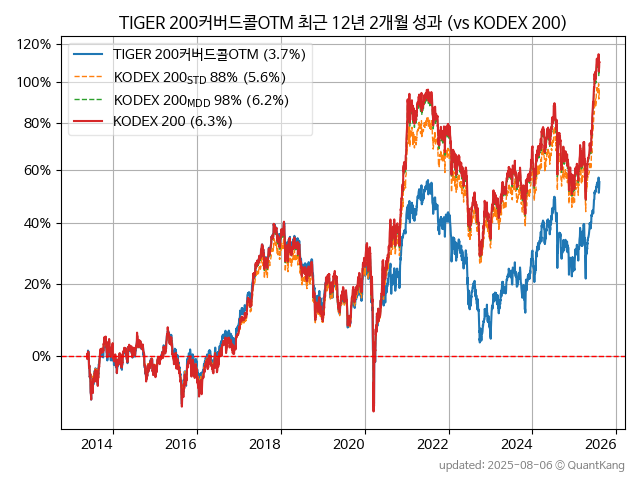 TIGER 200커버드콜OTM 최근 12년 2개월 성과 (vs KODEX 200)
TIGER 200커버드콜OTM (3.7%)
KODEX 200STD 88% (5.6%)
KODEX 200MDD 98% (6.2%)
KODEX 200 (6.3%)
120%
100%
80%
60%
40%
20%
0%
2014 2016 2018 2020 2022 2024 2026
updated: 2025-08-06 © QuantKang